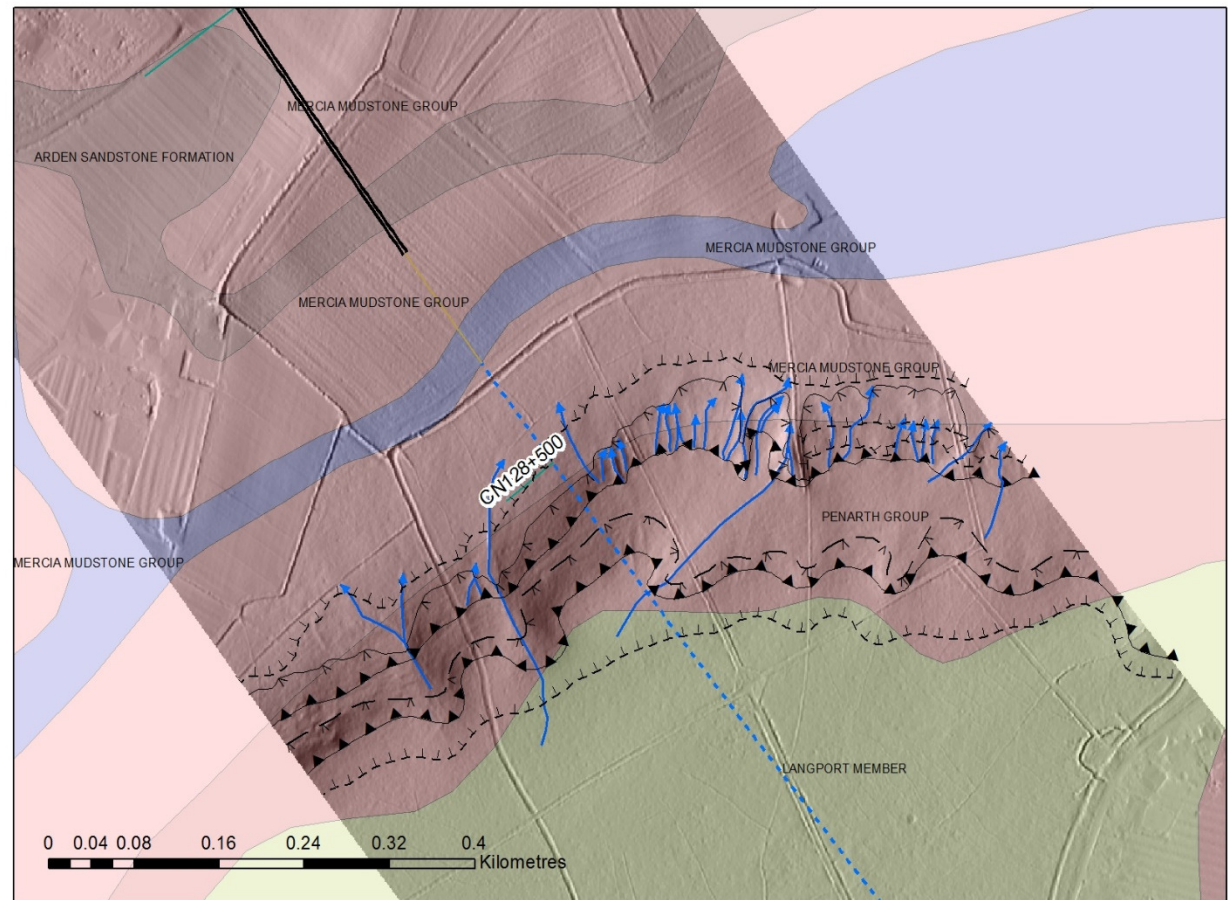 MERCIA MUDSTONE GROUP
ARDEN SANDSTONE FORMATION
MERCIA MUDSTONE GROUP
MERCIA MUDSTONE GROUP
MERCIA MUDSTONE GROUP
CN128+500
PENARTH GROUP
MERCIA MUDSTONE GROUP
LANGPORT MEMBER
0 0.04 0.08 0.16 0.24 0.32 0.4
Kilometres